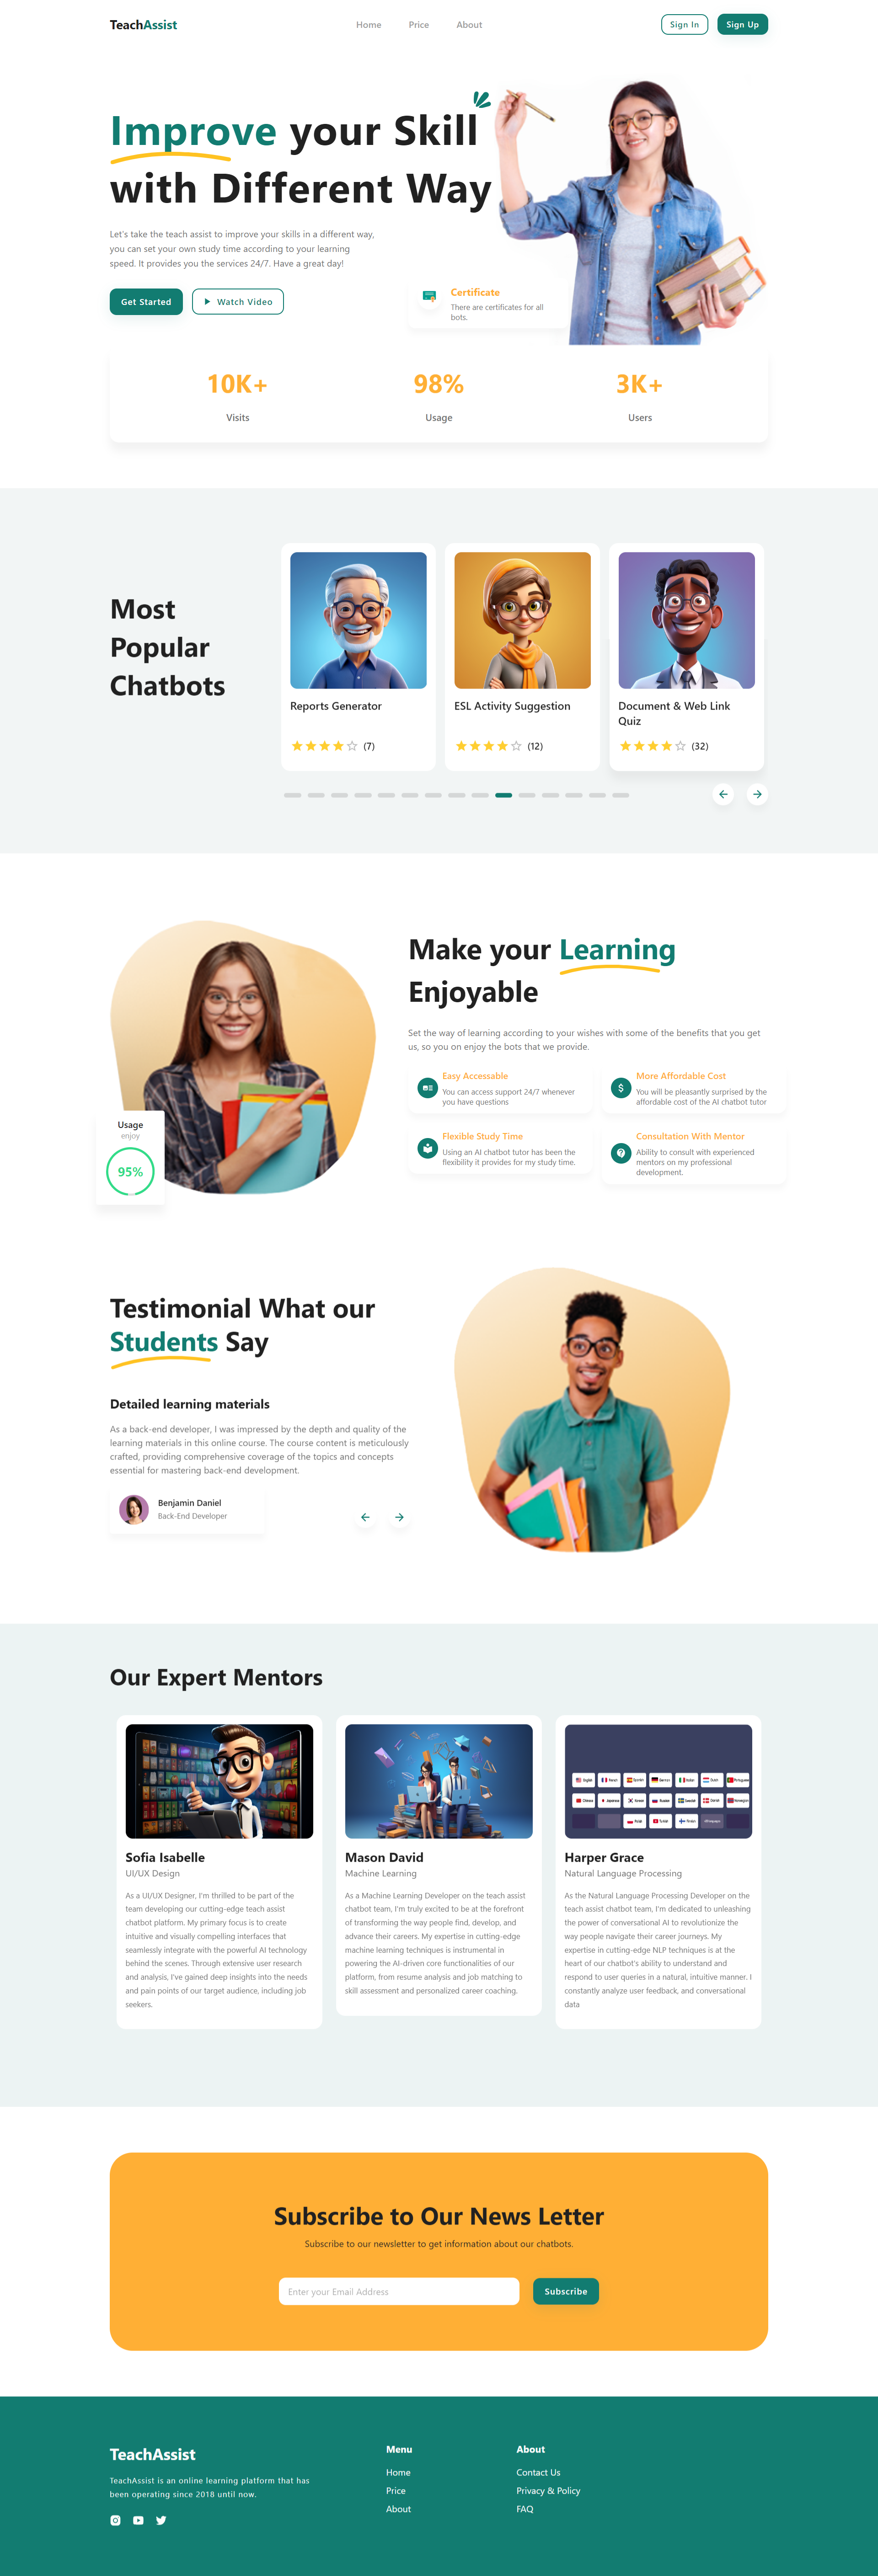 TeachAssist
Home
Price
About
Sign In
Sign Up
Improve your Skill
with Different Way
Let's take the teach assist to improve your skills in a different way,
you can set your own study time according to your learning
speed. It provides you the services 24/7. Have a great day!
Get Started
Watch Video
Certificate
There are certificates for all
bots.
10K+
98%
3K+
Visits
Usage
Users
Most
Popular
Chatbots
Reports Generator
(7)
ESL Activity Suggestion
(12)
Document & Web Link
Quiz
(32)
Make your Learning
Enjoyable
Set the way of learning according to your wishes with some of the benefits that you get
us, so you on enjoy the bots that we provide.
Easy Accessable
You can access support 24/7 whenever
you have questions
More Affordable Cost
You will be pleasantly surprised by the
affordable cost of the AI chatbot tutor
Flexible Study Time
Using an AI chatbot tutor has been the
flexibility it provides for my study time.
Consultation With Mentor
Ability to consult with experienced
mentors on my professional
development.
Usage
enjoy
95%
Testimonial What our
Students Say
Detailed learning materials
As a back-end developer, I was impressed by the depth and quality of the
learning materials in this online course. The course content is meticulously
crafted, providing comprehensive coverage of the topics and concepts
essential for mastering back-end development.
Benjamin Daniel
Back-End Developer
Our Expert Mentors
Sofia Isabelle
UI/UX Design
As a UI/UX Designer, I'm thrilled to be part of the
team developing our cutting-edge teach assist
chatbot platform. My primary focus is to create
intuitive and visually compelling interfaces that
seamlessly integrate with the powerful AI technology
behind the scenes. Through extensive user research
and analysis, I've gained deep insights into the needs
and pain points of our target audience, including job
seekers.
Mason David
Machine Learning
As a Machine Learning Developer on the teach assist
chatbot team, I'm truly excited to be at the forefront
of transforming the way people find, develop, and
advance their careers. My expertise in cutting-edge
machine learning techniques is instrumental in
powering the AI-driven core functionalities of our
platform, from resume analysis and job matching to
skill assessment and personalized career coaching.
Harper Grace
Natural Language Processing
As the Natural Language Processing Developer on the
teach assist chatbot team, I'm dedicated to unleashing
the power of conversational AI to revolutionize the
way people navigate their career journeys. My
expertise in cutting-edge NLP techniques is at the
heart of our chatbot's ability to understand and
respond to user queries in a natural, intuitive manner. I
constantly analyze user feedback, and conversational
data
Subscribe to Our News Letter
Subscribe to our newsletter to get information about our chatbots.
Enter your Email Address
Subscribe
TeachAssist
TeachAssist is an online learning platform that has
been operating since 2018 until now.
Menu
Home
Price
About
About
Contact Us
Privacy & Policy
FAQ